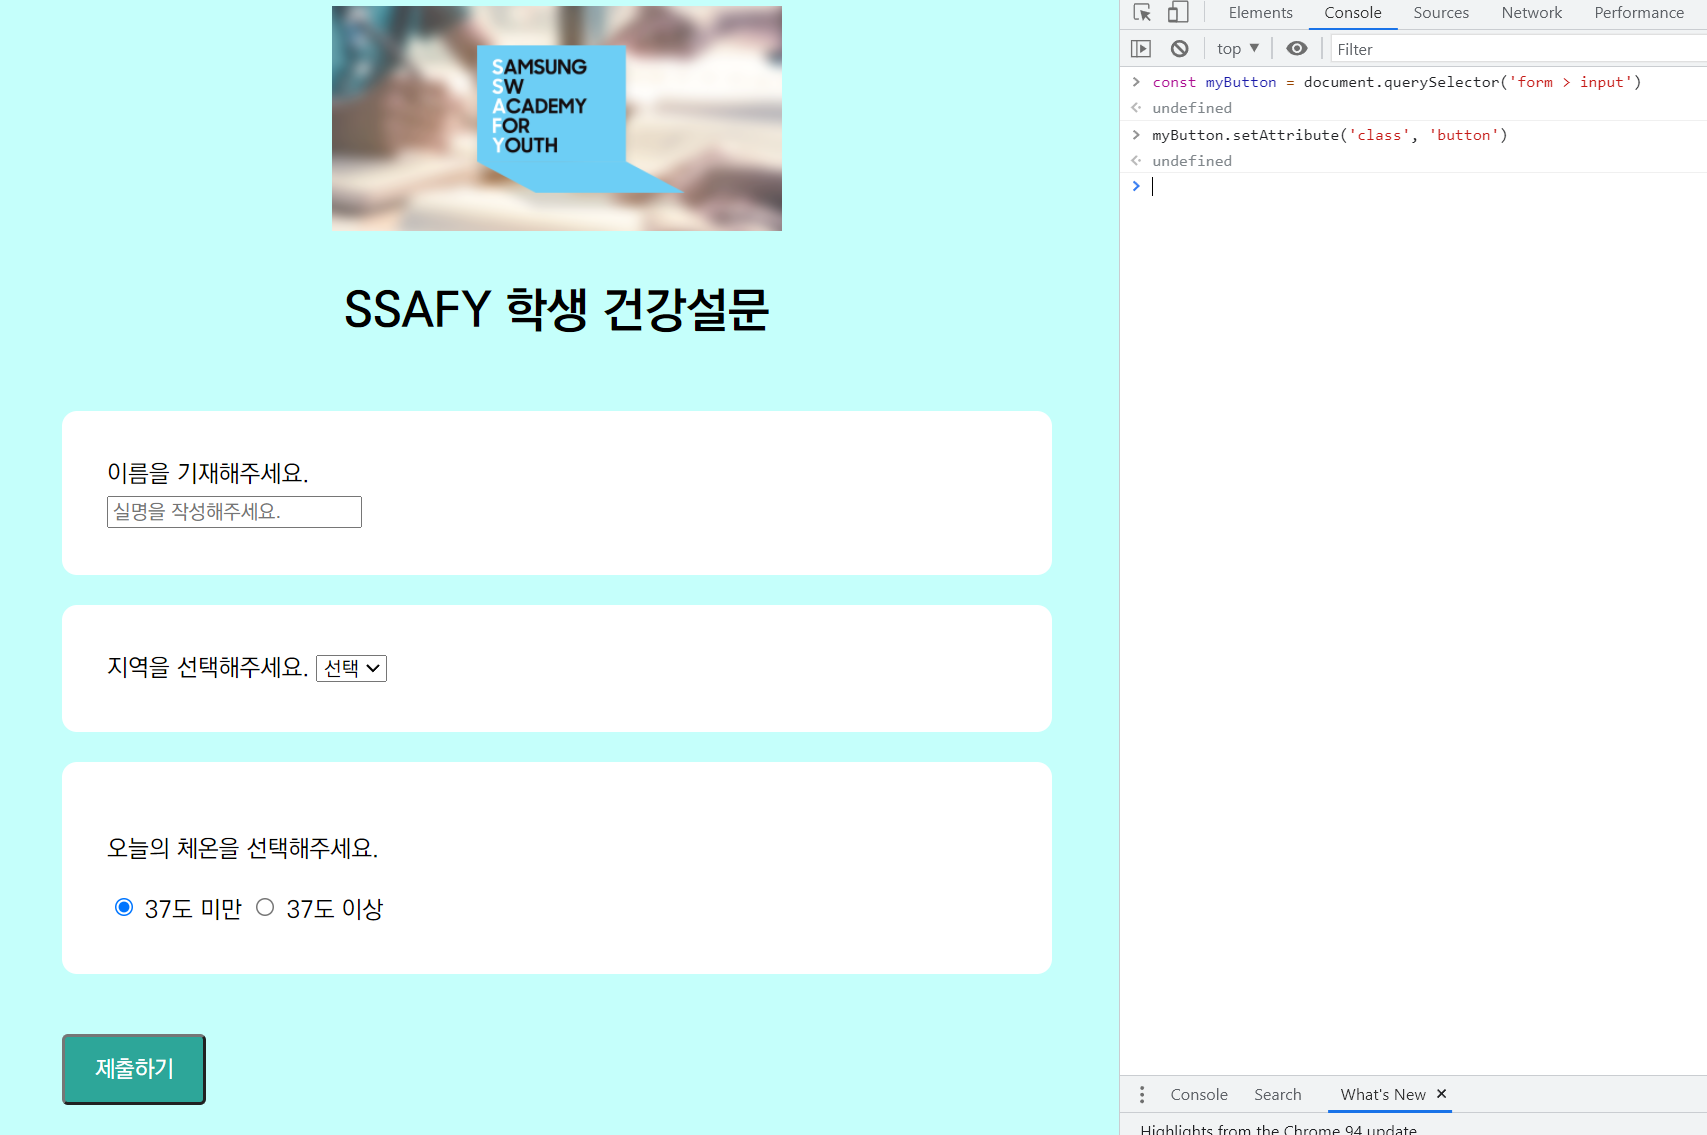 SAMSUNG
SW
ACADEMY
FOR
YOUTH
SSAFY 학생 건강설문
이름을 기재해주세요.
실명을 작성해주세요.
지역을 선택해주세요. 선택
오늘의 체온을 선택해주세요.
37도 미만 37도 이상
제출하기
Elements Console Sources Network Performance
top Filter
> const myButton = document.querySelector('form > input')
undefined
> myButton.setAttribute('class', 'button')
undefined
>
Console Search What's New
Highlights from the Chrome 94 update